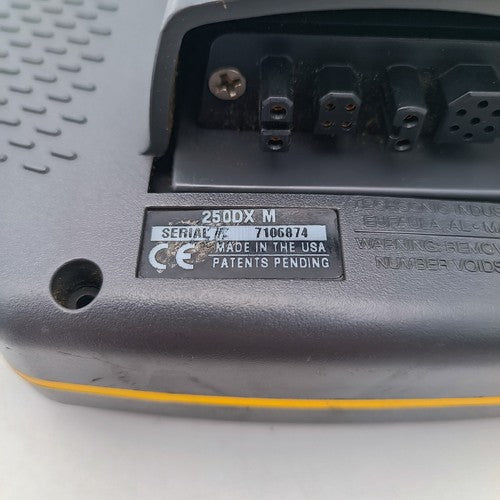 250DX M
SERIAL #: 7106874
CE MADE IN THE USA
PATENTS PENDING
WARNING: REMOV
NUMBER VOIDS